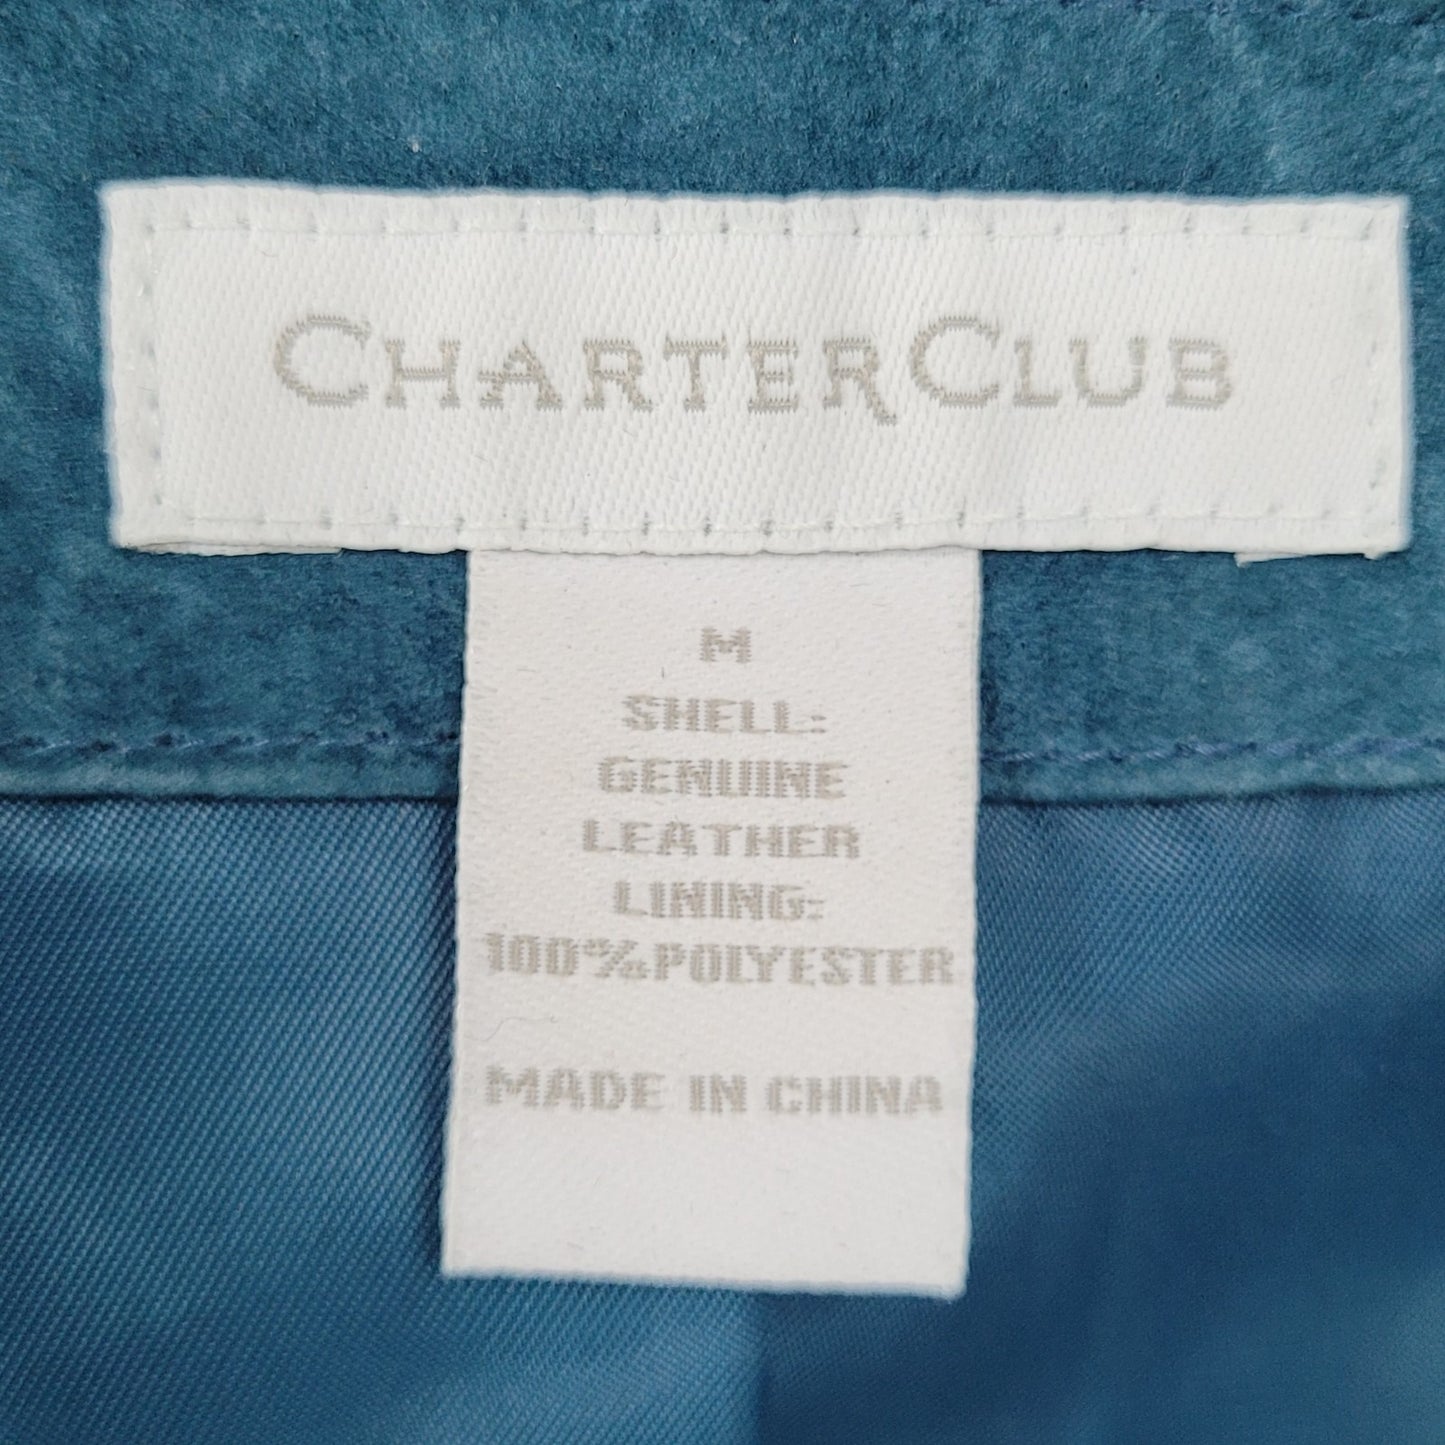 CHARTERCLUB
M
SHELL:
GENUINE
LEATHER
LINING:
100%POLYESTER
MADE IN CHINA